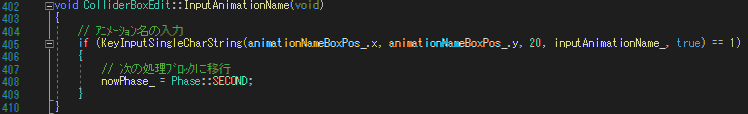 402 void ColliderBoxEdit::InputAnimationName(void)
403 {
404 // ｱﾆﾒｰｼｮﾝ名の入力
405 if (KeyInputSingleCharString(animationNameBoxPos_.x, animationNameBoxPos_.y, 20, inputAnimationName_, true) == 1)
406 {
407 // 次の処理ﾌﾞﾛｯｸに移行
408 nowPhase_ = Phase::SECOND;
409 }
410 }